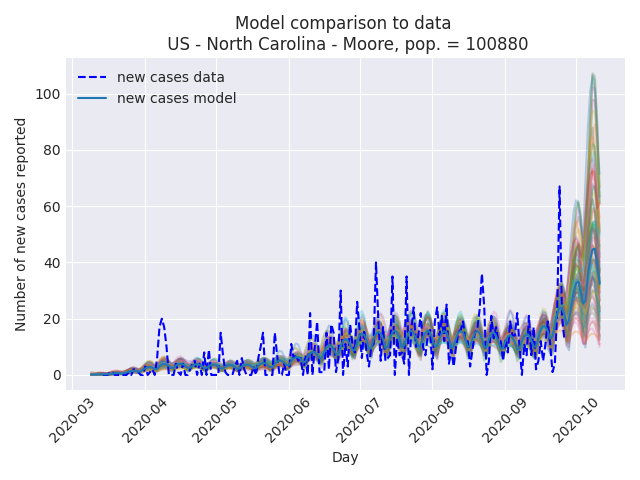 Model comparison to data
US - North Carolina - Moore, pop. = 100880
new cases data
new cases model
Number of new cases reported
100
80
60
40
20
0
2020-03
2020-04
2020-05
2020-06
2020-07
2020-08
2020-09
2020-10
Day